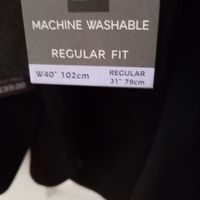 MACHINE WASHABLE
REGULAR FIT
W40" 102cm
REGULAR
31" 79cm